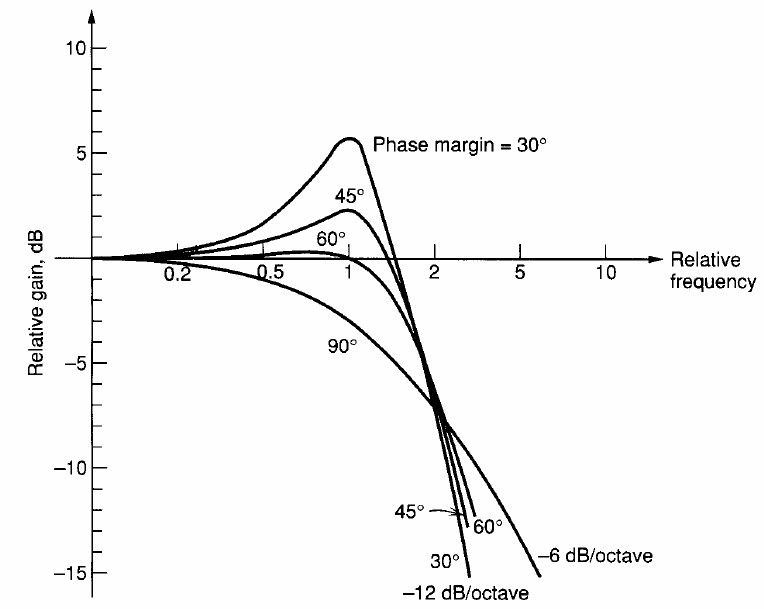 10
5
Phase margin = 30°
45°
60°
Relative gain, dB
0.2
0.5
1
2
5
10
Relative
frequency
90°
−5
−10
45°
60°
30°
−6 dB/octave
−15
−12 dB/octave